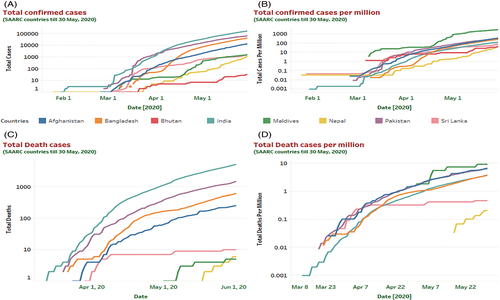 (A)
Total confirmed cases
(SAARC countries till 30 May, 2020)
Total Cases
100000
10000
1000
100
10
1
Feb 1
Mar 1
Apr 1
May 1
Date [2020]
(B)
Total confirmed cases per million
(SAARC countries till 30 May, 2020)
Total Cases Per Million
1000
100
10
1
0.1
0.01
0.001
Feb 1
Mar 1
Apr 1
May 1
Date [2020]
Countries
Afghanistan
Bangladesh
Bhutan
India
Maldives
Nepal
Pakistan
Sri Lanka
(C)
Total Death cases
(SAARC countries till 30 May, 2020)
Total Deaths
1000
100
10
1
Apr 1, 20
May 1, 20
Jun 1, 20
Date
(D)
Total Death cases per million
(SAARC countries till 30 May, 2020)
Total Deaths Per Million
10
1
0.1
0.01
0.001
Mar 8
Mar 23
Apr 7
Apr 22
May 7
May 22
Date [2020]